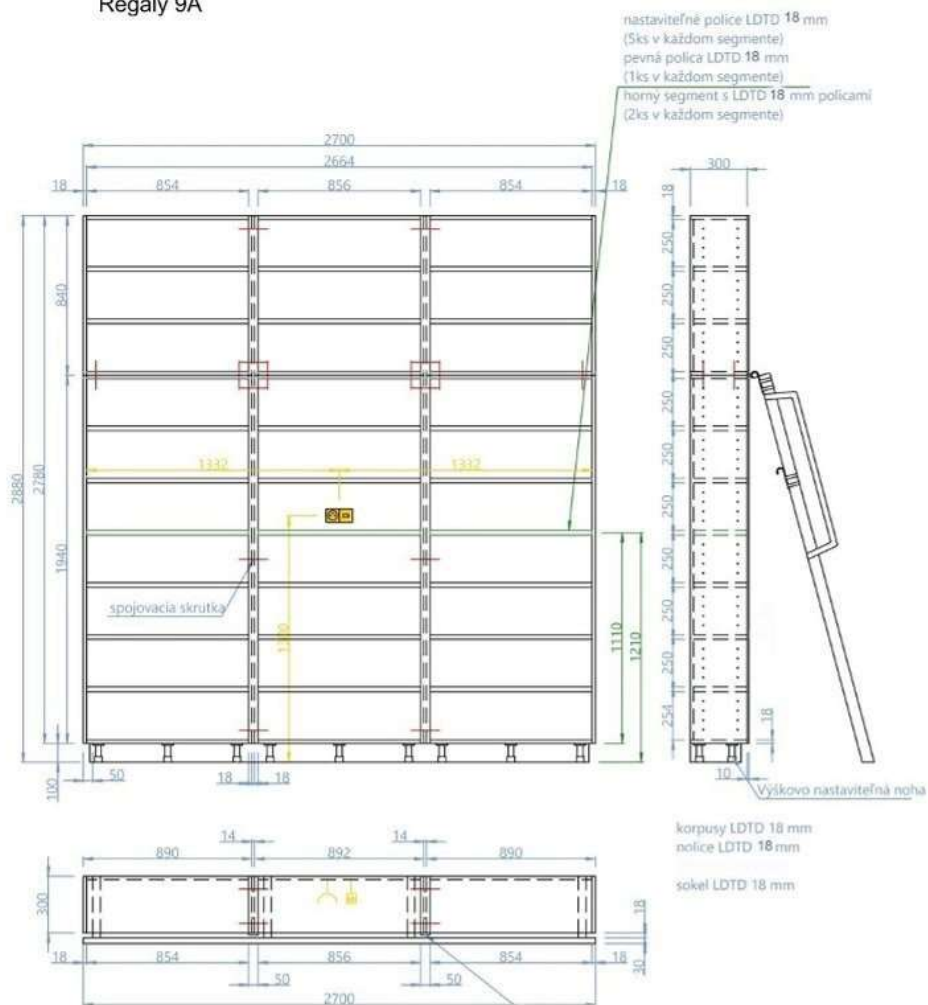 Regály 9A
nastaviteľné police LDTD 18 mm
(5ks v každom segmente)
pevná polica LDTD 18 mm
(1ks v každom segmente)
horný segment s LDTD 18 mm policami
(2ks v každom segmente)
2700
2664
18 854 856 854 18
300
18
250
250
250
250
250
250
250
250
250
254
18
840
1940
2780
2880
100
1332 1332
1110
1210
spojovacia skrutka
50
18 18
10
Výškovo nastaviteľná noha
korpusy LDTD 18 mm
police LDTD 18 mm
sokel LDTD 18 mm
14 14
890 892 890
300
18
30
18 854 856 854 18
50 50
2700